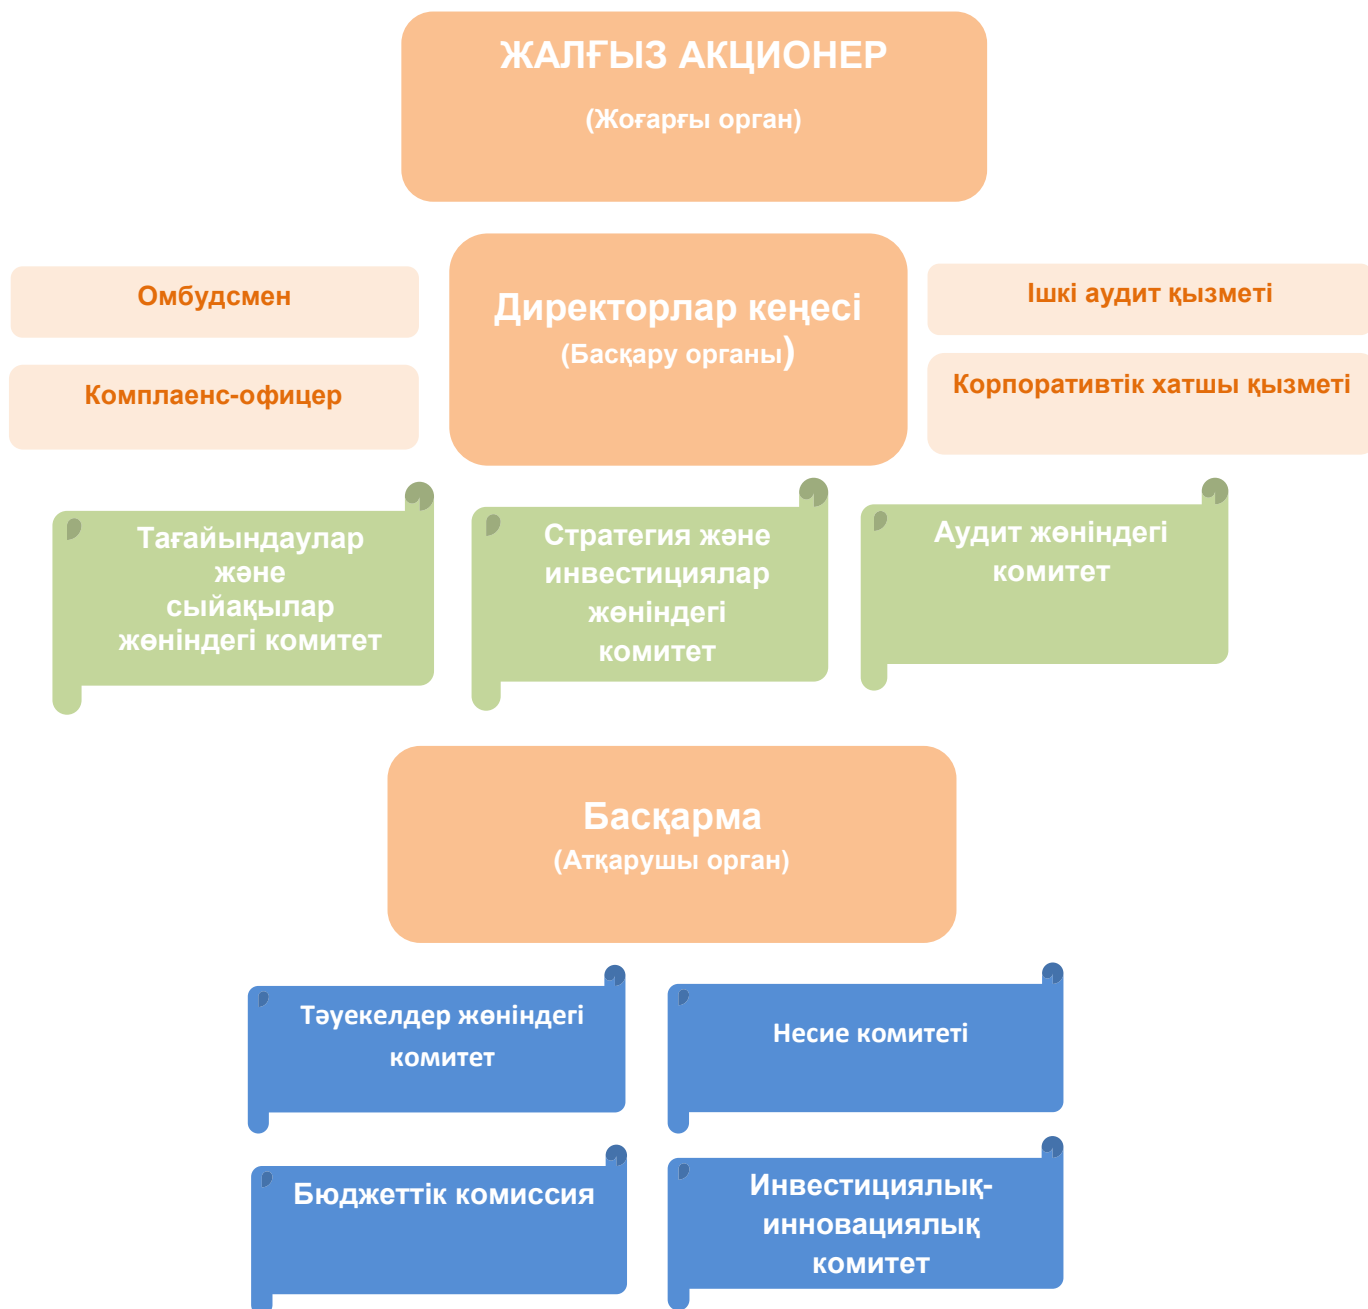 ЖАЛҒЫЗ АКЦИОНЕР
(Жоғарғы орган)
Директорлар кеңесі
(Басқару органы)
Омбудсмен
Комплаенс-офицер
Ішкі аудит қызметі
Корпоративтік хатшы қызметі
Тағайындаулар
және
сыйақылар
жөніндегі комитет
Стратегия және
инвестициялар
жөніндегі
комитет
Аудит жөніндегі
комитет
Басқарма
(Атқарушы орган)
Тәуекелдер жөніндегі
комитет
Несие комитеті
Бюджеттік комиссия
Инвестициялық-
инновациялық
комитет